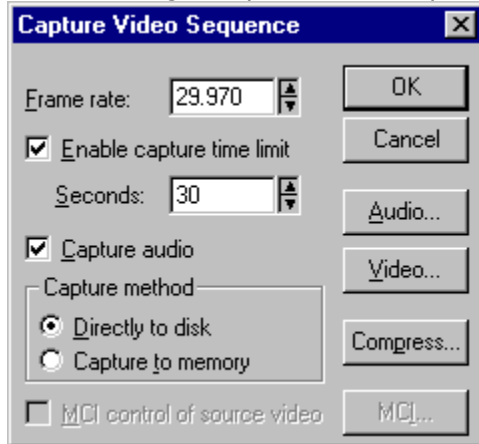 Capture Video Sequence
Frame rate: 29.970
OK
Enable capture time limit
Cancel
Seconds: 30
Audio...
Capture audio
Video...
Capture method
Directly to disk
Compress...
Capture to memory
MCI control of source video
MCI...